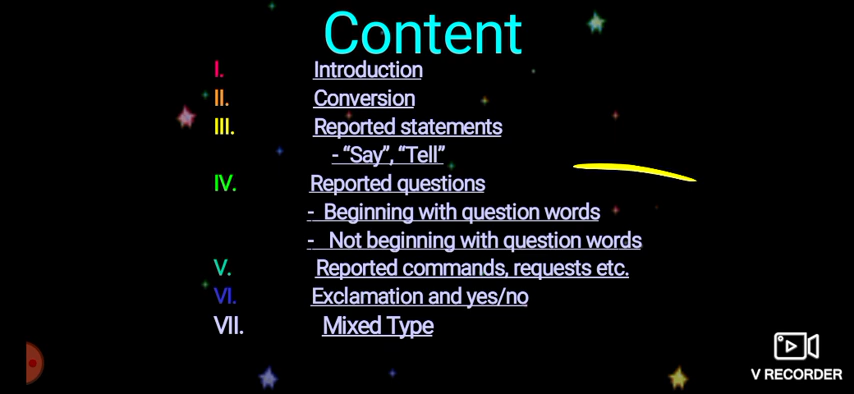 Content
I. Introduction
II. Conversion
III. Reported statements
- “Say”, “Tell”
IV. Reported questions
- Beginning with question words
- Not beginning with question words
V. Reported commands, requests etc.
VI. Exclamation and yes/no
VII. Mixed Type
V RECORDER